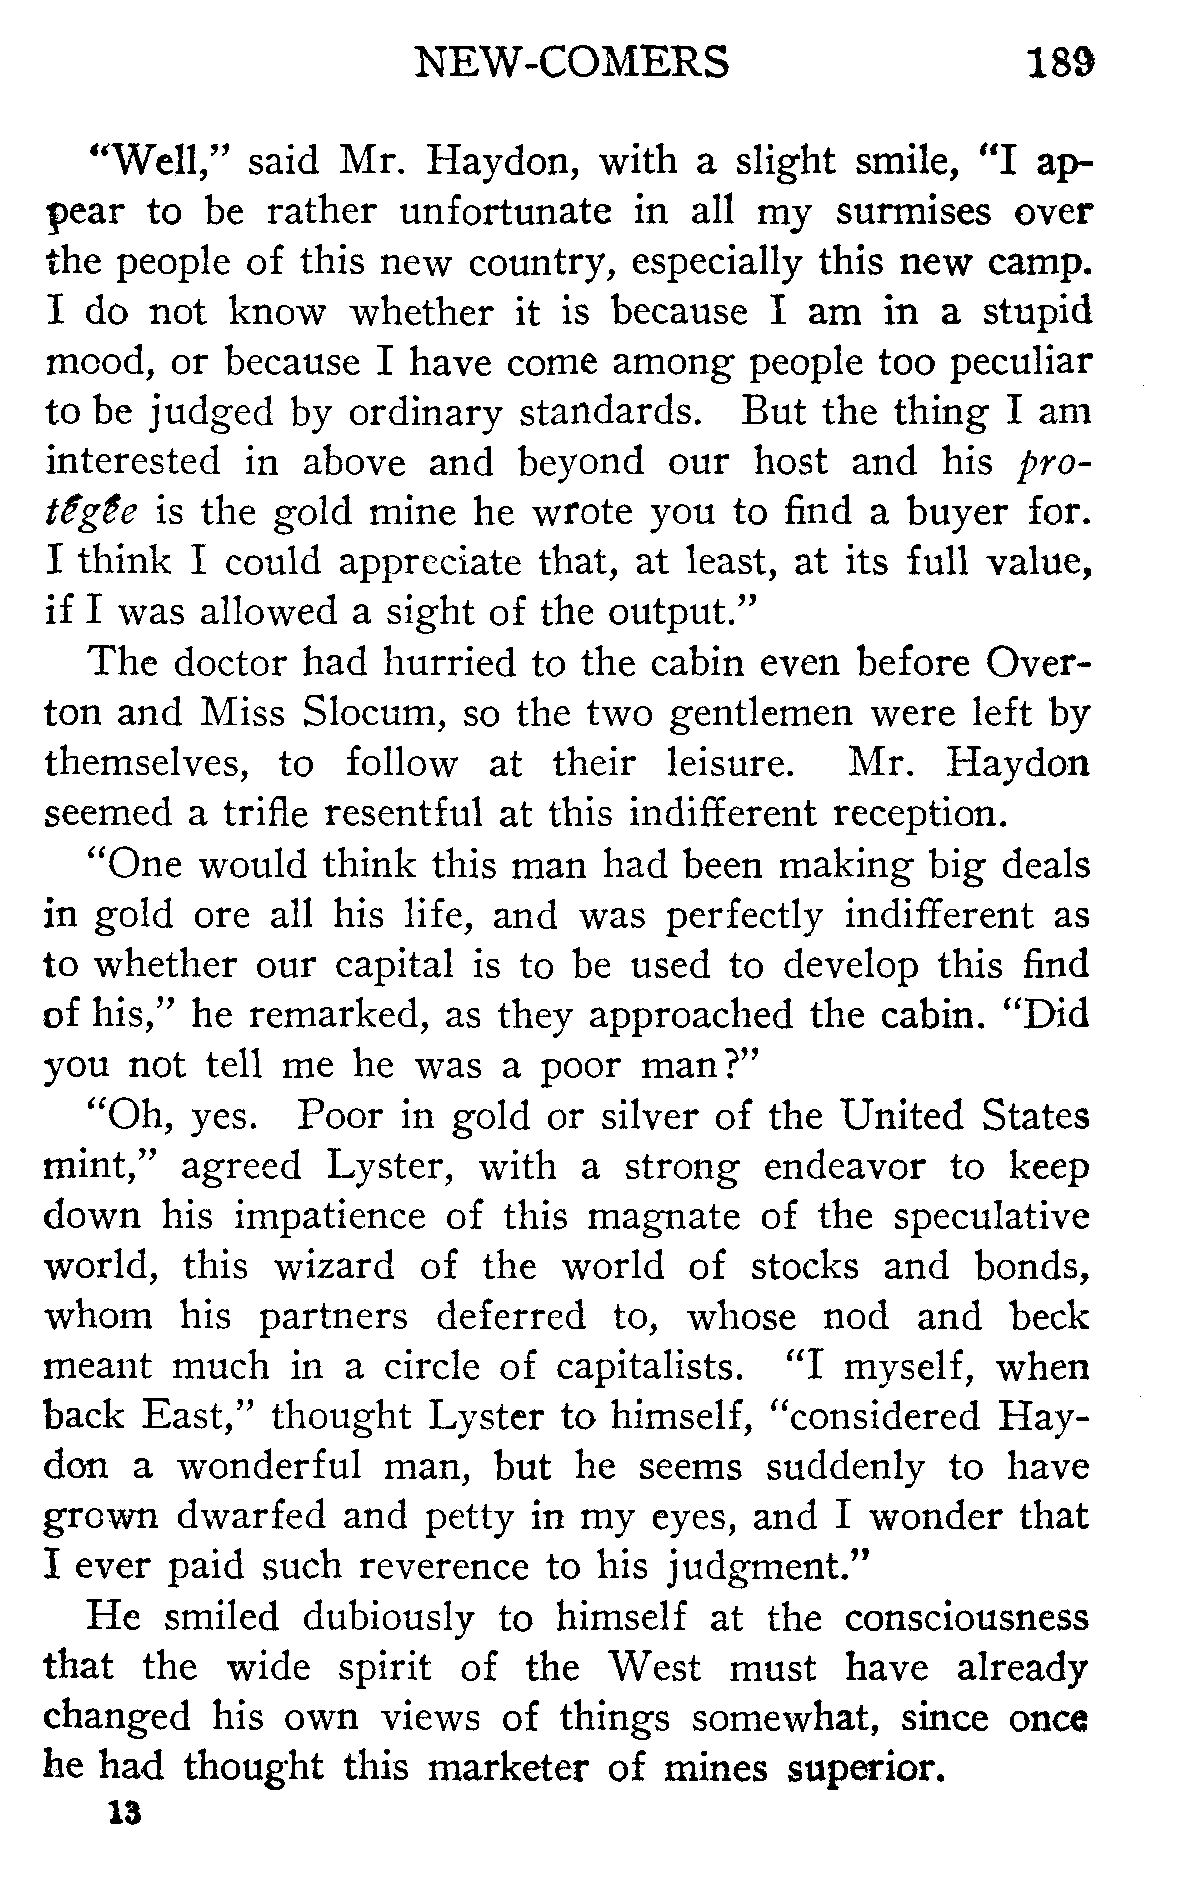 NEW-COMERS 189
“Well,” said Mr. Haydon, with a slight smile, “I ap-
pear to be rather unfortunate in all my surmises over
the people of this new country, especially this new camp.
I do not know whether it is because I am in a stupid
mood, or because I have come among people too peculiar
to be judged by ordinary standards. But the thing I am
interested in above and beyond our host and his pro-
tégée is the gold mine he wrote you to find a buyer for.
I think I could appreciate that, at least, at its full value,
if I was allowed a sight of the output.”
The doctor had hurried to the cabin even before Over-
ton and Miss Slocum, so the two gentlemen were left by
themselves, to follow at their leisure. Mr. Haydon
seemed a trifle resentful at this indifferent reception.
“One would think this man had been making big deals
in gold ore all his life, and was perfectly indifferent as
to whether our capital is to be used to develop this find
of his,” he remarked, as they approached the cabin. “Did
you not tell me he was a poor man?”
“Oh, yes. Poor in gold or silver of the United States
mint,” agreed Lyster, with a strong endeavor to keep
down his impatience of this magnate of the speculative
world, this wizard of the world of stocks and bonds,
whom his partners deferred to, whose nod and beck
meant much in a circle of capitalists. “I myself, when
back East,” thought Lyster to himself, “considered Hay-
don a wonderful man, but he seems suddenly to have
grown dwarfed and petty in my eyes, and I wonder that
I ever paid such reverence to his judgment.”
He smiled dubiously to himself at the consciousness
that the wide spirit of the West must have already
changed his own views of things somewhat, since once
he had thought this marketer of mines superior.
13